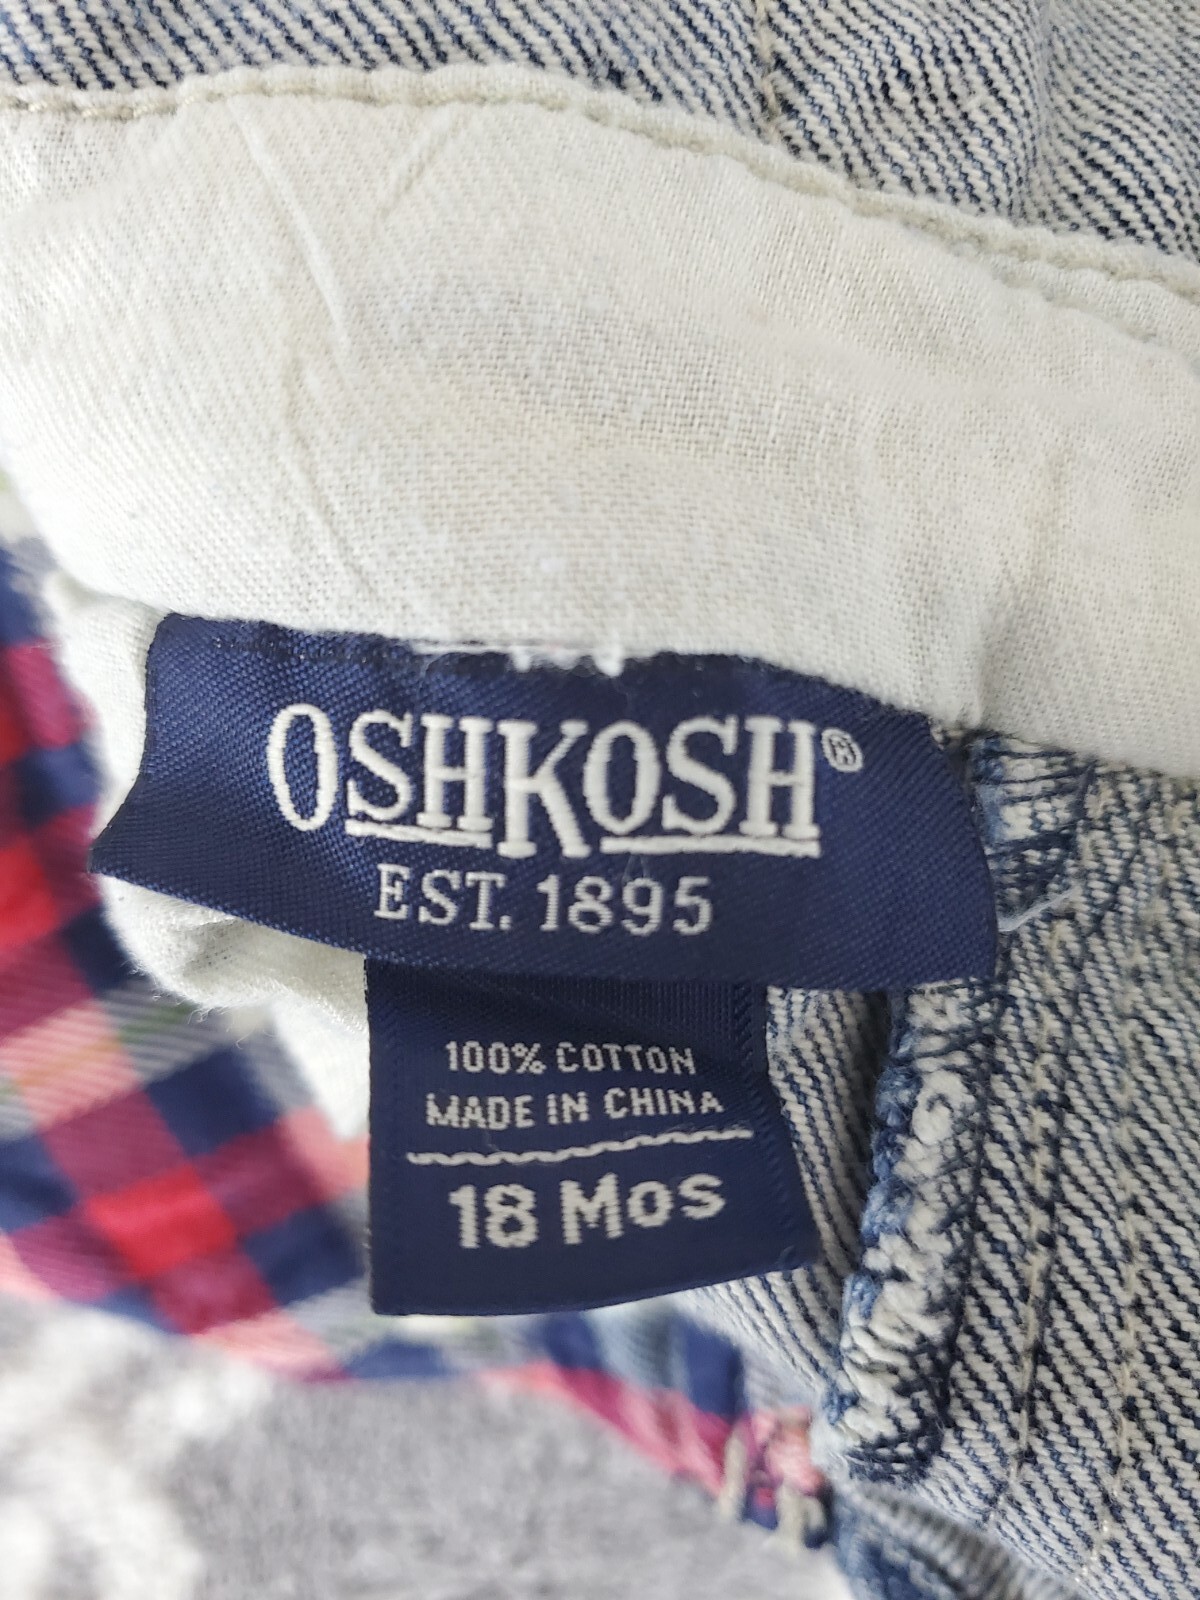 OSHKOSH®
EST. 1895
100% COTTON
MADE IN CHINA
18 MOS